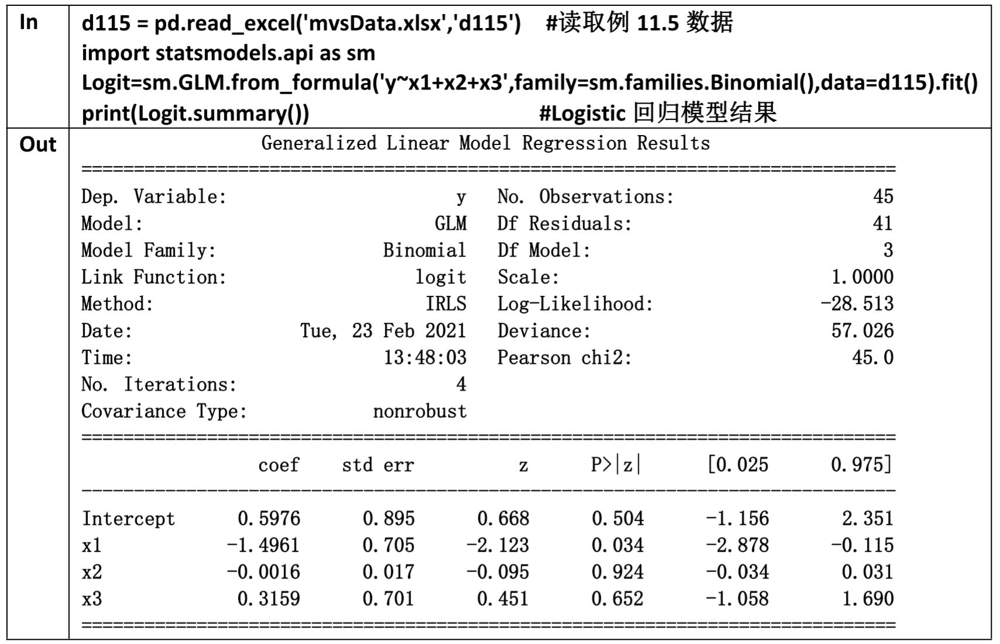 In d115 = pd.read_excel('mvsData.xlsx','d115') #读取例 11.5 数据
import statsmodels.api as sm
Logit=sm.GLM.from_formula('y~x1+x2+x3',family=sm.families.Binomial(),data=d115).fit()
print(Logit.summary()) #Logistic 回归模型结果
Out Generalized Linear Model Regression Results
==============================================================================
Dep. Variable: y No. Observations: 45
Model: GLM Df Residuals: 41
Model Family: Binomial Df Model: 3
Link Function: logit Scale: 1.0000
Method: IRLS Log-Likelihood: -28.513
Date: Tue, 23 Feb 2021 Deviance: 57.026
Time: 13:48:03 Pearson chi2: 45.0
No. Iterations: 4
Covariance Type: nonrobust
==============================================================================
coef std err z P>|z| [0.025 0.975]
------------------------------------------------------------------------------
Intercept 0.5976 0.895 0.668 0.504 -1.156 2.351
x1 -1.4961 0.705 -2.123 0.034 -2.878 -0.115
x2 -0.0016 0.017 -0.095 0.924 -0.034 0.031
x3 0.3159 0.701 0.451 0.652 -1.058 1.690
==============================================================================